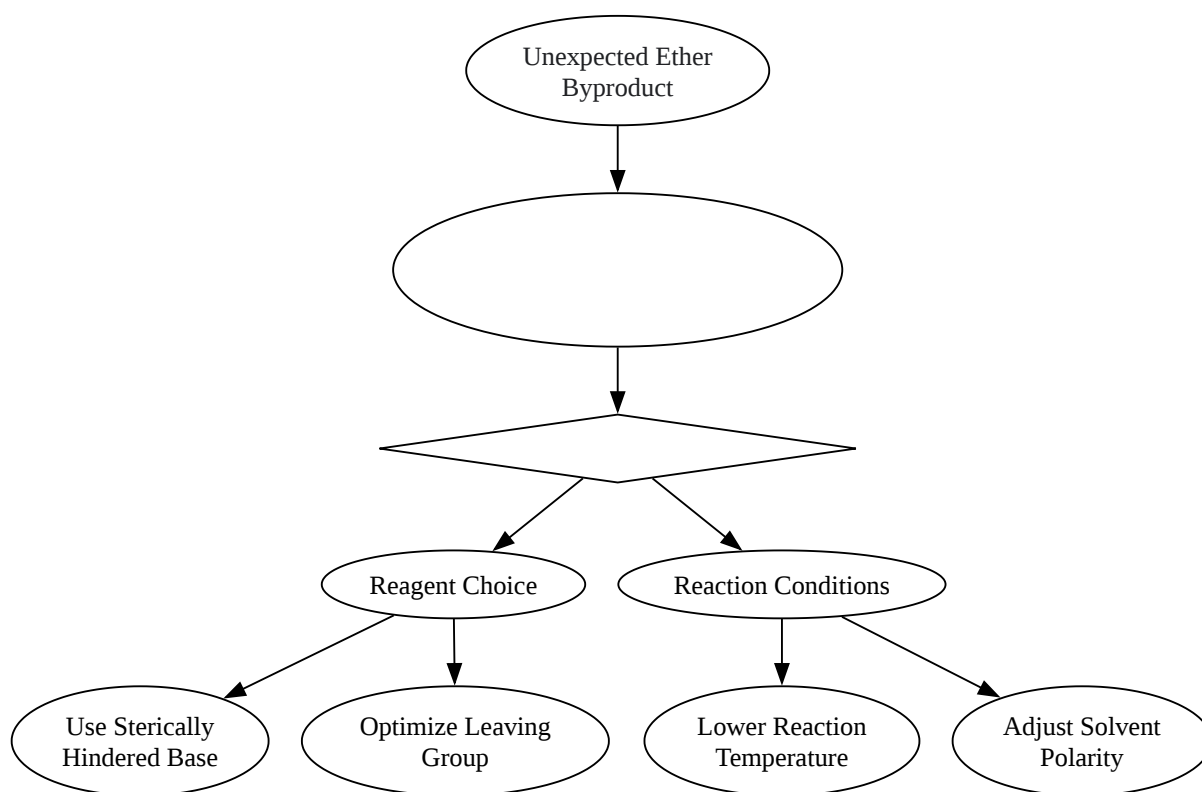 Unexpected Ether
Byproduct
Reagent Choice
Reaction Conditions
Use Sterically
Hindered Base
Optimize Leaving
Group
Lower Reaction
Temperature
Adjust Solvent
Polarity